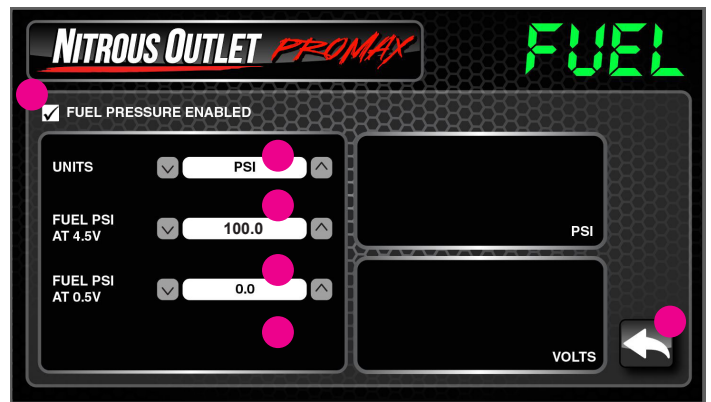 NITROUS OUTLET PROMAX
FUEL
FUEL PRESSURE ENABLED
UNITS
PSI
FUEL PSI
AT 4.5V
100.0
FUEL PSI
AT 0.5V
0.0
PSI
VOLTS